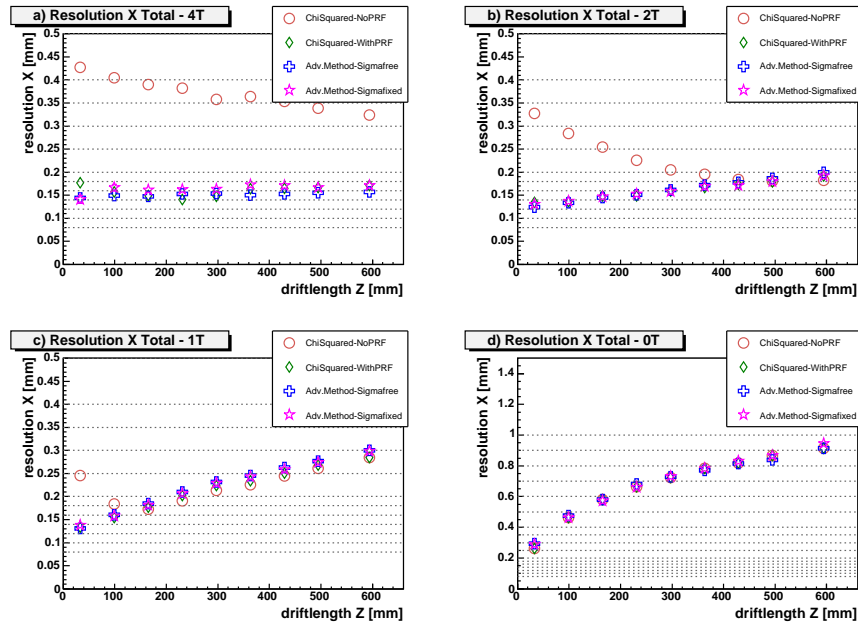 a) Resolution X Total - 4T
resolution X [mm]
0.5
0.45
0.4
0.35
0.3
0.25
0.2
0.15
0.1
0.05
0
0 100 200 300 400 500 600
driftlength Z [mm]
ChiSquared-NoPRF
ChiSquared-WithPRF
Adv.Method-Sigmafree
Adv.Method-Sigmafixed
b) Resolution X Total - 2T
resolution X [mm]
0.5
0.45
0.4
0.35
0.3
0.25
0.2
0.15
0.1
0.05
0
0 100 200 300 400 500 600
driftlength Z [mm]
ChiSquared-NoPRF
ChiSquared-WithPRF
Adv.Method-Sigmafree
Adv.Method-Sigmafixed
c) Resolution X Total - 1T
resolution X [mm]
0.5
0.45
0.4
0.35
0.3
0.25
0.2
0.15
0.1
0.05
0
0 100 200 300 400 500 600
driftlength Z [mm]
ChiSquared-NoPRF
ChiSquared-WithPRF
Adv.Method-Sigmafree
Adv.Method-Sigmafixed
d) Resolution X Total - 0T
resolution X [mm]
1.4
1.2
1
0.8
0.6
0.4
0.2
0
0 100 200 300 400 500 600
driftlength Z [mm]
ChiSquared-NoPRF
ChiSquared-WithPRF
Adv.Method-Sigmafree
Adv.Method-Sigmafixed